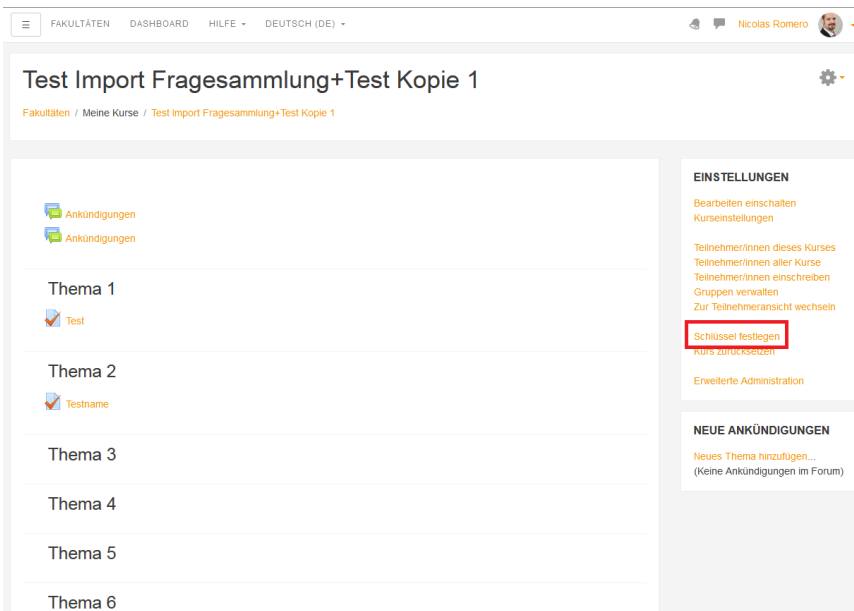 FAKULTÄTEN DASHBOARD HILFE DEUTSCH (DE) Nicolas Romero
Test Import Fragesammlung+Test Kopie 1
Fakultäten / Meine Kurse / Test Import Fragesammlung+Test Kopie 1
Ankündigungen
Ankündigungen
Thema 1
Test
Thema 2
Testname
Thema 3
Thema 4
Thema 5
Thema 6
EINSTELLUNGEN
Bearbeiten einschalten
Kurseinstellungen
Teilnehmer/innen dieses Kurses
Teilnehmer/innen aller Kurse
Teilnehmer/innen einschreiben
Gruppen verwalten
Zur Teilnehmeransicht wechseln
Schlüssel festlegen
Kurs zurücksetzen
Erweiterte Administration
NEUE ANKÜNDIGUNGEN
Neues Thema hinzufügen...
(Keine Ankündigungen im Forum)